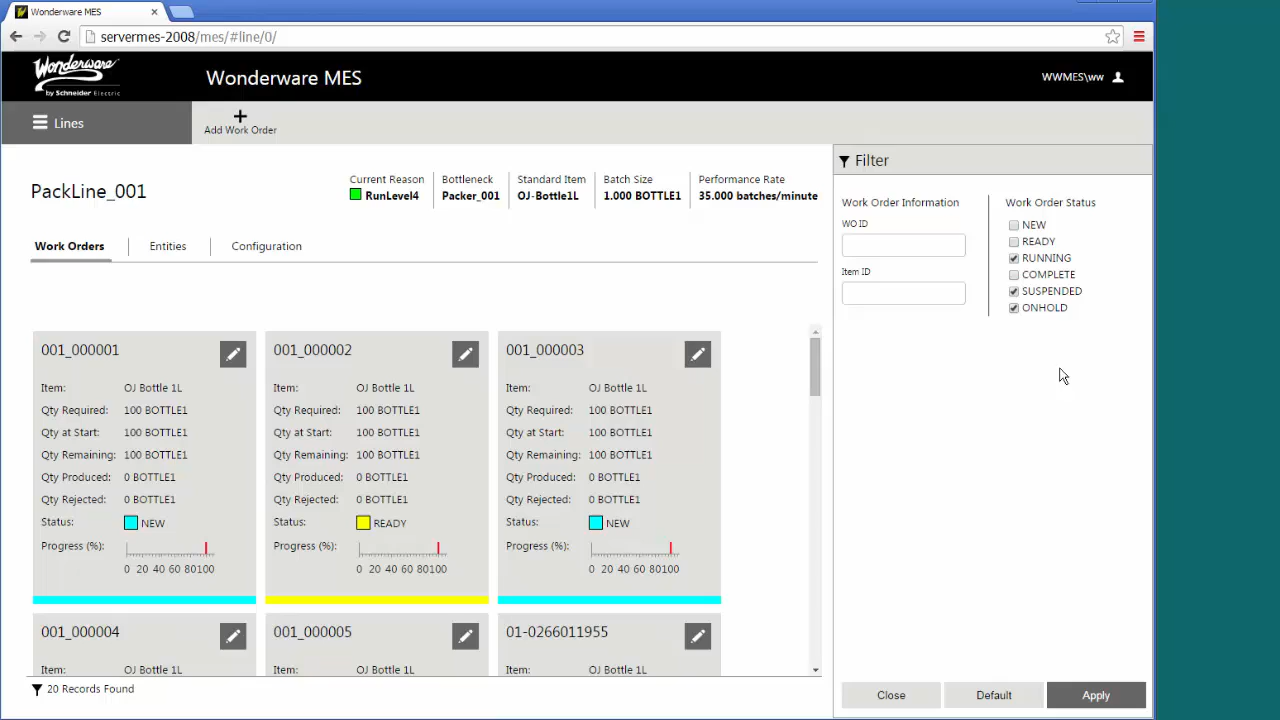 Wonderware MES
servermes-2008/mes/#line/0/
Wonderware
by Schneider Electric
Wonderware MES
WWMES\ww
Lines
Add Work Order
PackLine_001
Current Reason
RunLevel4
Bottleneck
Packer_001
Standard Item
OJ-Bottle1L
Batch Size
1.000 BOTTLE1
Performance Rate
35.000 batches/minute
Work Orders
Entities
Configuration
001_000001
Item: OJ Bottle 1L
Qty Required: 100 BOTTLE1
Qty at Start: 100 BOTTLE1
Qty Remaining: 100 BOTTLE1
Qty Produced: 0 BOTTLE1
Qty Rejected: 0 BOTTLE1
Status: NEW
Progress (%):
0 20 40 60 80100
001_000002
Item: OJ Bottle 1L
Qty Required: 100 BOTTLE1
Qty at Start: 100 BOTTLE1
Qty Remaining: 100 BOTTLE1
Qty Produced: 0 BOTTLE1
Qty Rejected: 0 BOTTLE1
Status: READY
Progress (%):
0 20 40 60 80100
001_000003
Item: OJ Bottle 1L
Qty Required: 100 BOTTLE1
Qty at Start: 100 BOTTLE1
Qty Remaining: 100 BOTTLE1
Qty Produced: 0 BOTTLE1
Qty Rejected: 0 BOTTLE1
Status: NEW
Progress (%):
0 20 40 60 80100
001_000004
Item: OJ Bottle 1L
001_000005
Item: OJ Bottle 1L
01-0266011955
Item: OJ Bottle 1L
20 Records Found
Filter
Work Order Information
WO ID
Item ID
Work Order Status
NEW
READY
RUNNING
COMPLETE
SUSPENDED
ONHOLD
Close
Default
Apply